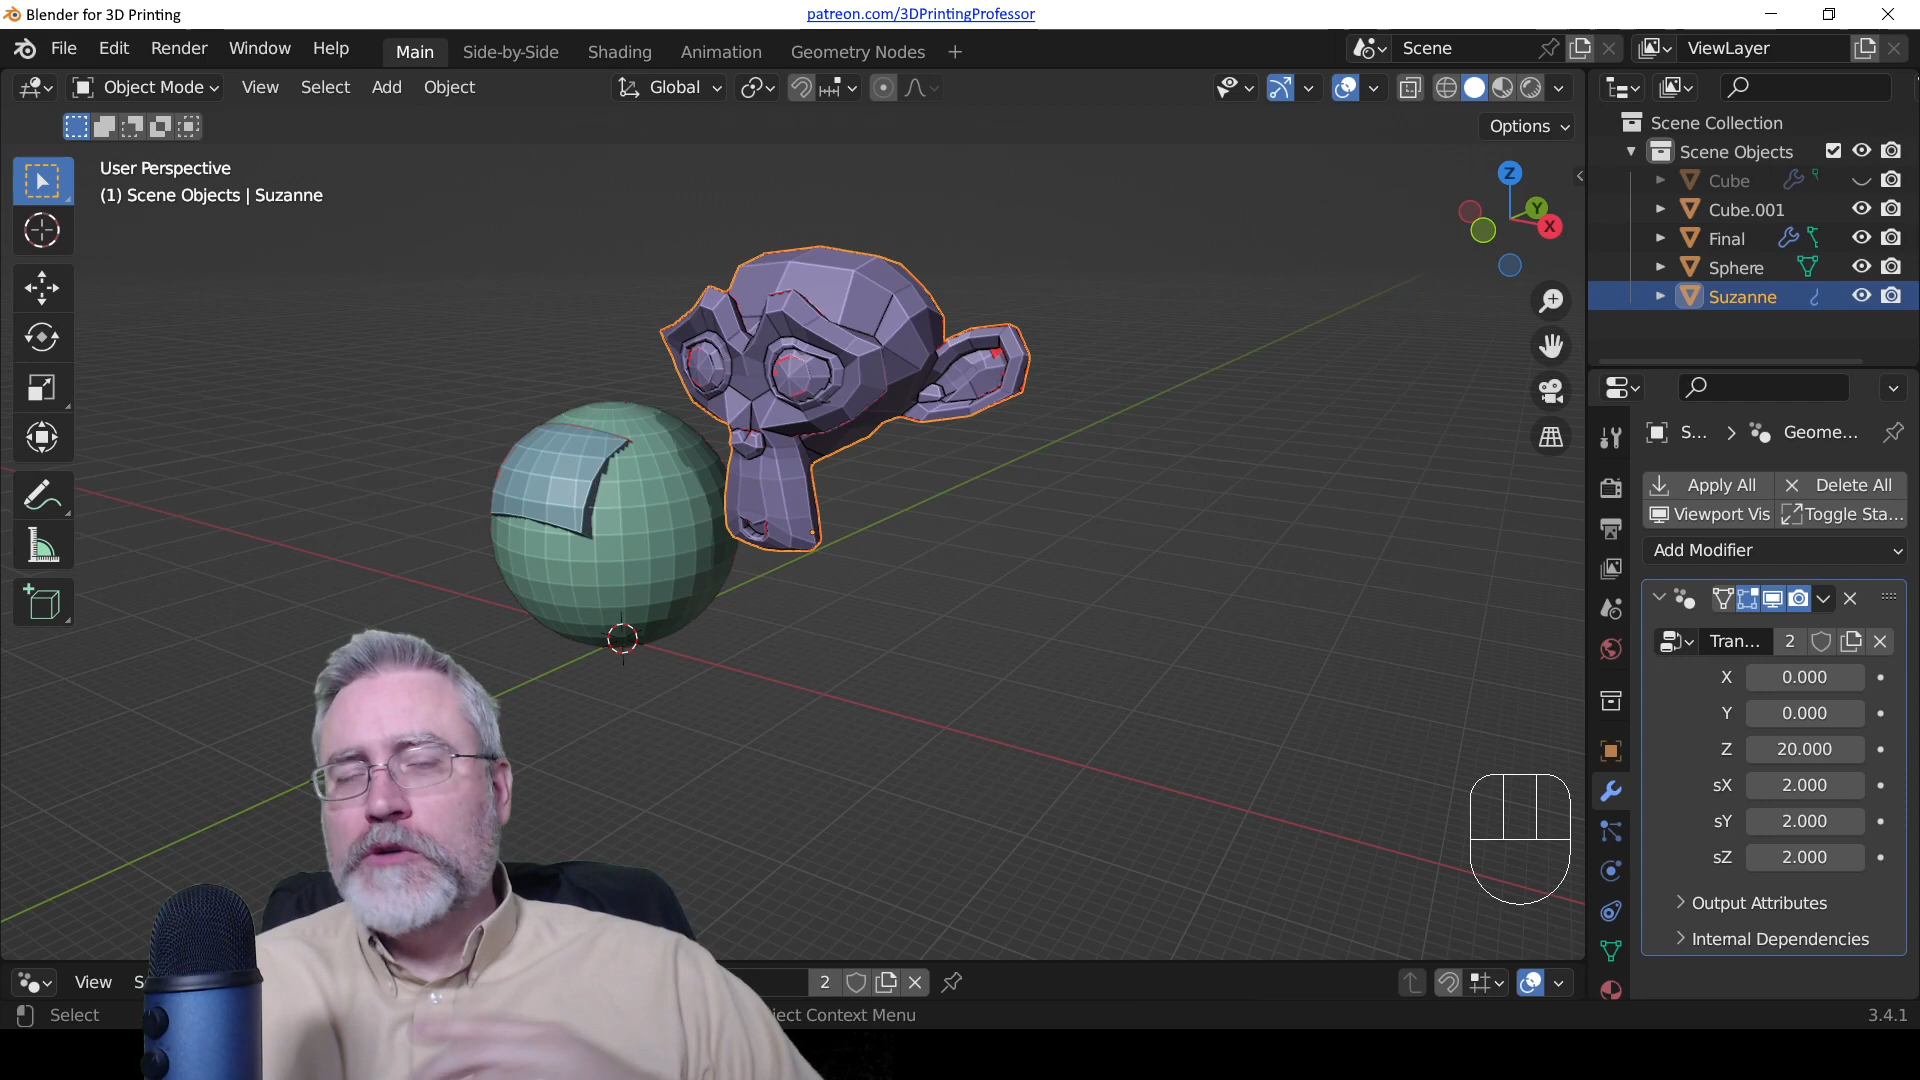 Blender for 3D Printing
patreon.com/3DPrintingProfessor
File Edit Render Window Help
Main Side-by-Side Shading Animation Geometry Nodes +
Scene
ViewLayer
Object Mode View Select Add Object
Global
Options
User Perspective
(1) Scene Objects | Suzanne
Z
Y
X
Scene Collection
Scene Objects
Cube
Cube.001
Final
Sphere
Suzanne
S... > Geome...
Apply All
Delete All
Viewport Vis
Toggle Sta...
Add Modifier
Tran... 2
X 0.000
Y 0.000
Z 20.000
sX 2.000
sY 2.000
sZ 2.000
Output Attributes
Internal Dependencies
View
2
Select
ject Context Menu
3.4.1